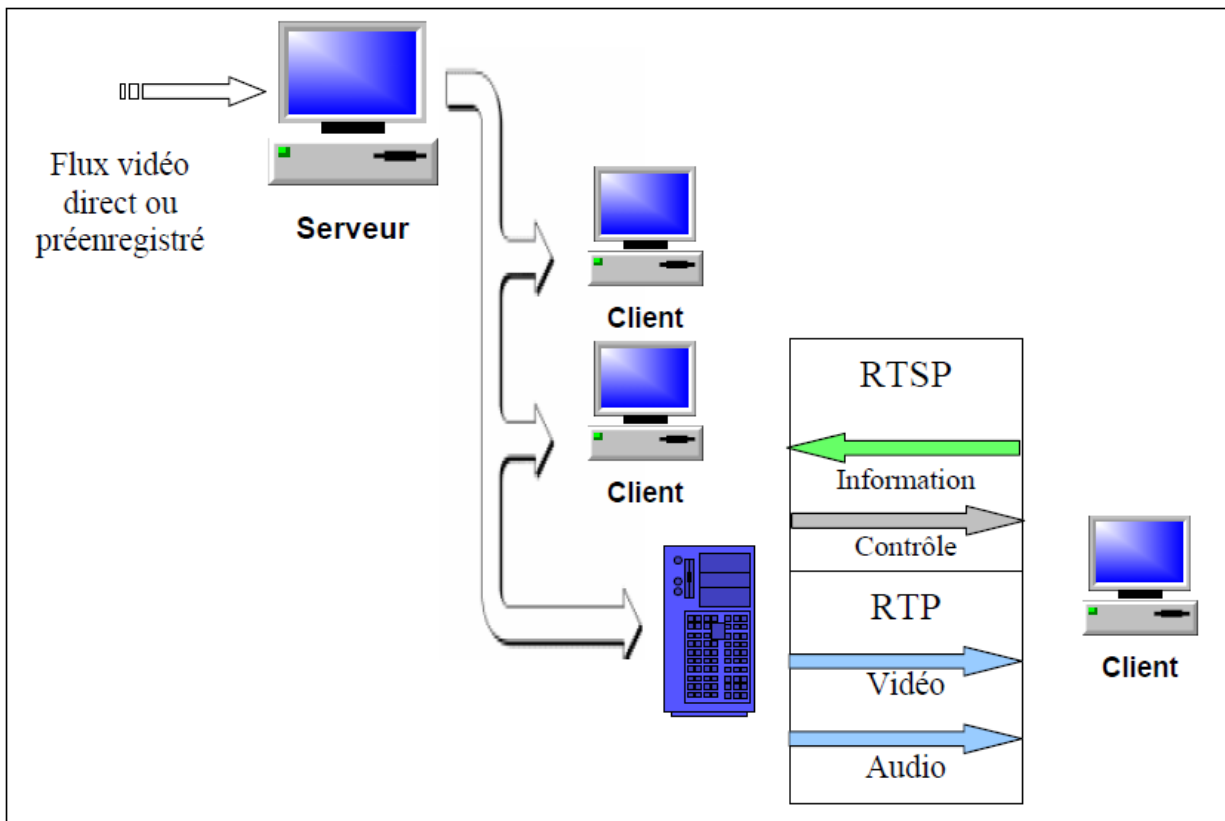 Flux vidéo
direct ou
préenregistré
Serveur
Client
Client
RTSP
Information
Contrôle
RTP
Vidéo
Audio
Client